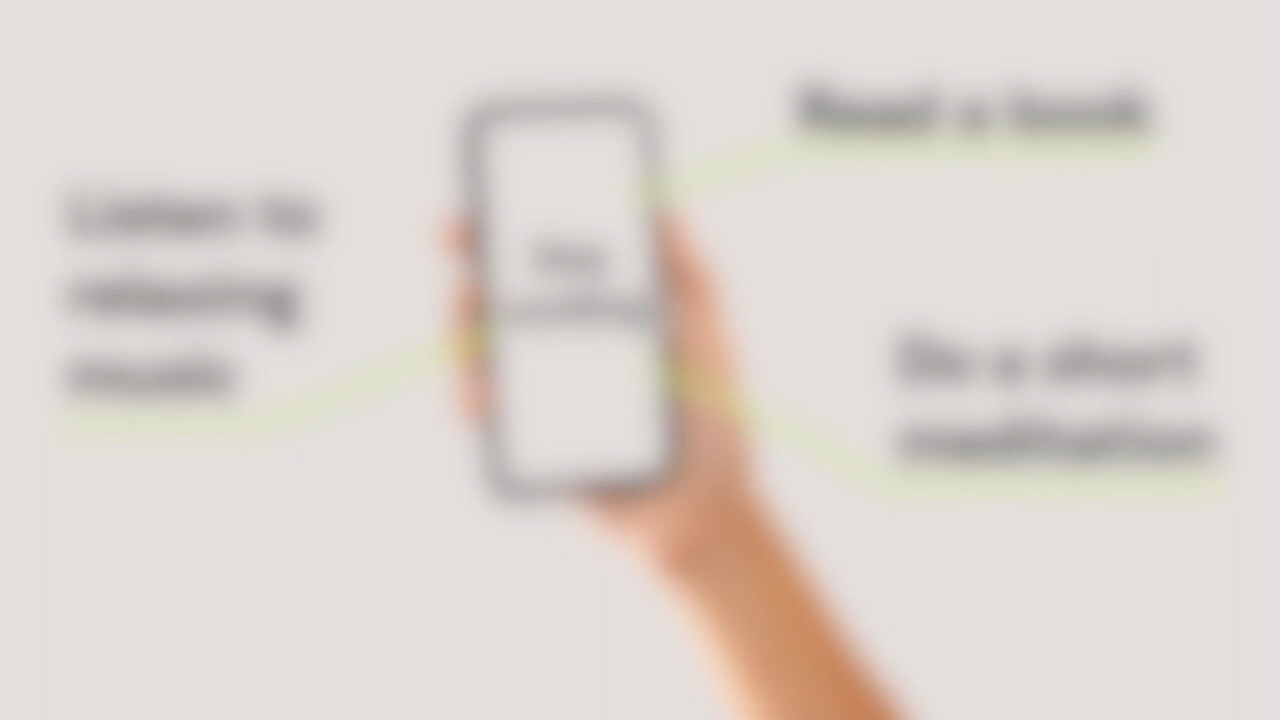 Listen to
relaxing
music
Read a book
Do a short
meditation